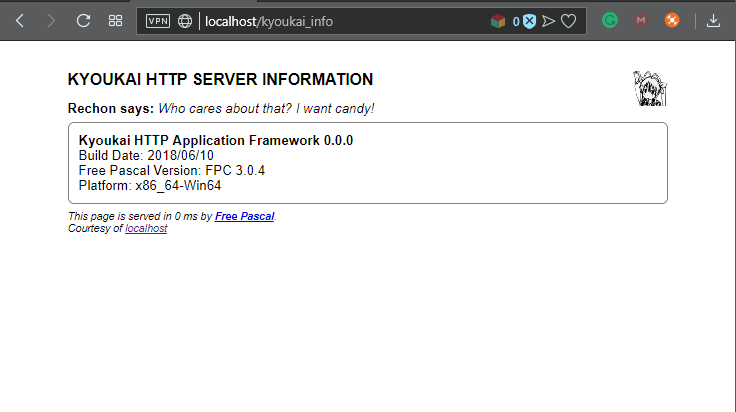 VPN
localhost/kyoukai_info
0
KYOUKAI HTTP SERVER INFORMATION
Rechon says: Who cares about that? I want candy!
Kyoukai HTTP Application Framework 0.0.0
Build Date: 2018/06/10
Free Pascal Version: FPC 3.0.4
Platform: x86_64-Win64
This page is served in 0 ms by Free Pascal.
Courtesy of localhost